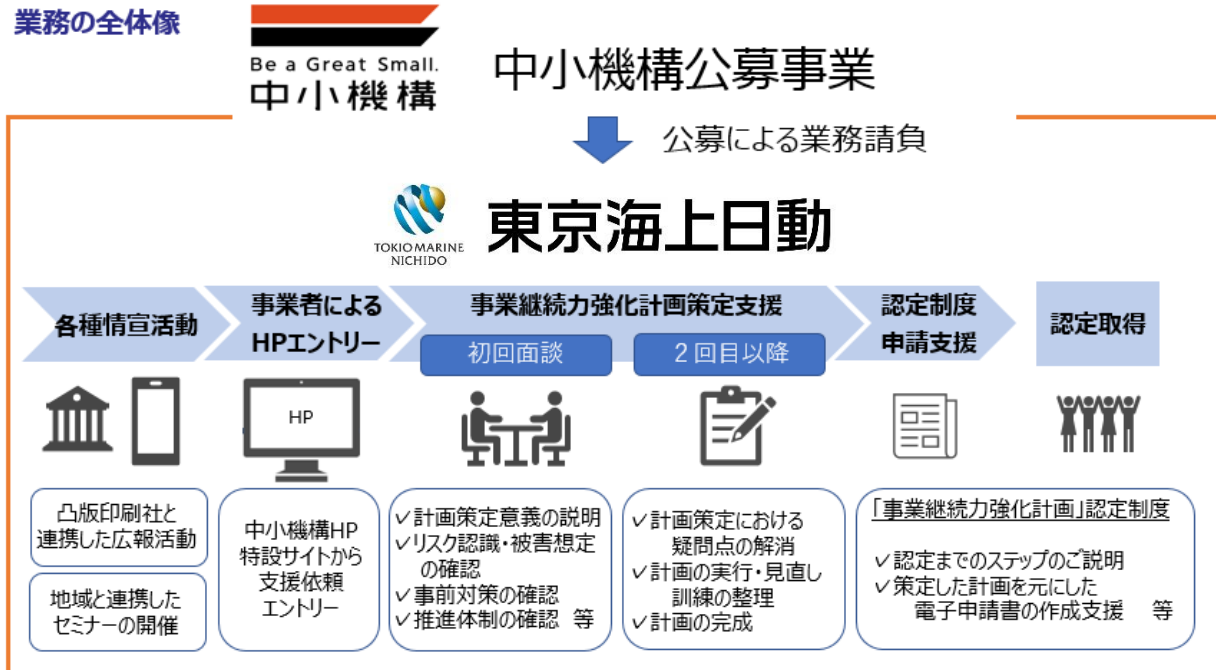 業務の全体像
Be a Great Small.
中小機構
中小機構公募事業
公募による業務請負
TOKIO MARINE
NICHIDO
東京海上日動
各種情宣活動
事業者による
HPエントリー
事業継続力強化計画策定支援
初回面談
2回目以降
認定制度
申請支援
認定取得
HP
凸版印刷社と
連携した広報活動
地域と連携した
セミナーの開催
中小機構HP
特設サイトから
支援依頼
エントリー
✓計画策定意義の説明
✓リスク認識・被害想定
の確認
✓事前対策の確認
✓推進体制の確認 等
✓計画策定における
疑問点の解消
✓計画の実行・見直し
訓練の整理
✓計画の完成
「事業継続力強化計画」認定制度
✓認定までのステップのご説明
✓策定した計画を元にした
電子申請書の作成支援 等